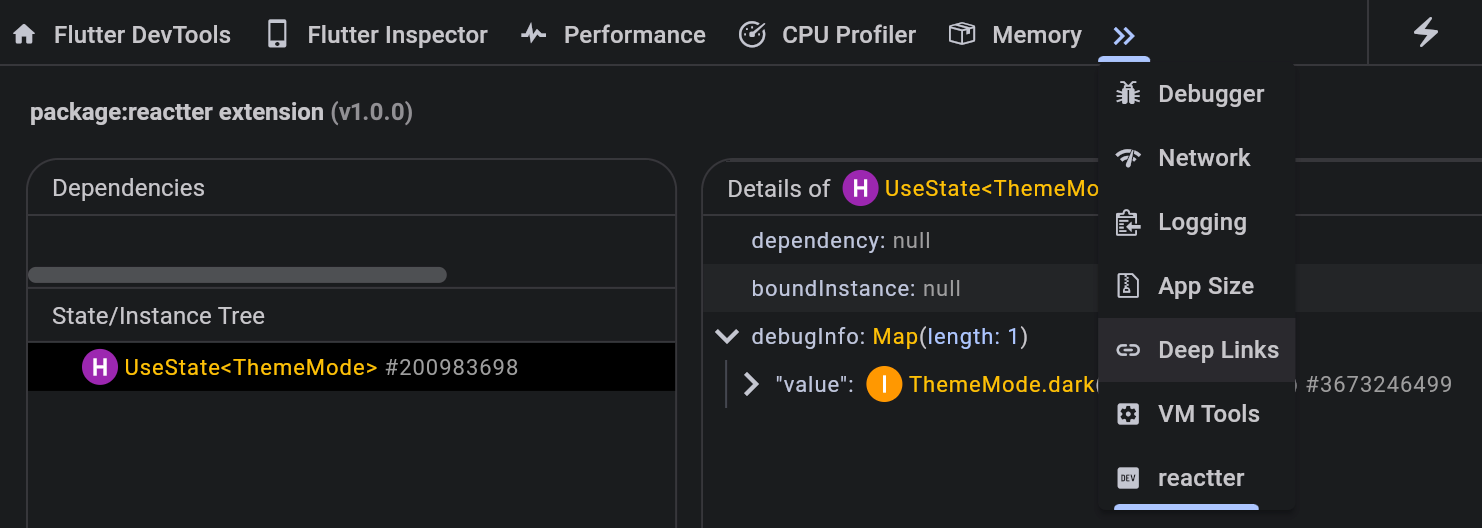 Flutter DevTools Flutter Inspector Performance CPU Profiler Memory
package:reactter extension (v1.0.0)
Dependencies
State/Instance Tree
H UseState<ThemeMode> #200983698
Details of H UseState<ThemeMo
dependency: null
boundInstance: null
debugInfo: Map(length: 1)
"value": I ThemeMode.dark( ) #3673246499
Debugger
Network
Logging
App Size
Deep Links
VM Tools
DEV reactter